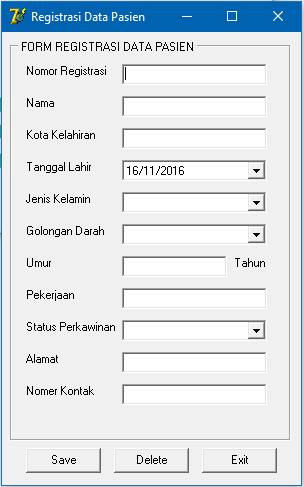 Registrasi Data Pasien
FORM REGISTRASI DATA PASIEN
Nomor Registrasi
Nama
Kota Kelahiran
Tanggal Lahir 16/11/2016
Jenis Kelamin
Golongan Darah
Umur Tahun
Pekerjaan
Status Perkawinan
Alamat
Nomer Kontak
Save Delete Exit